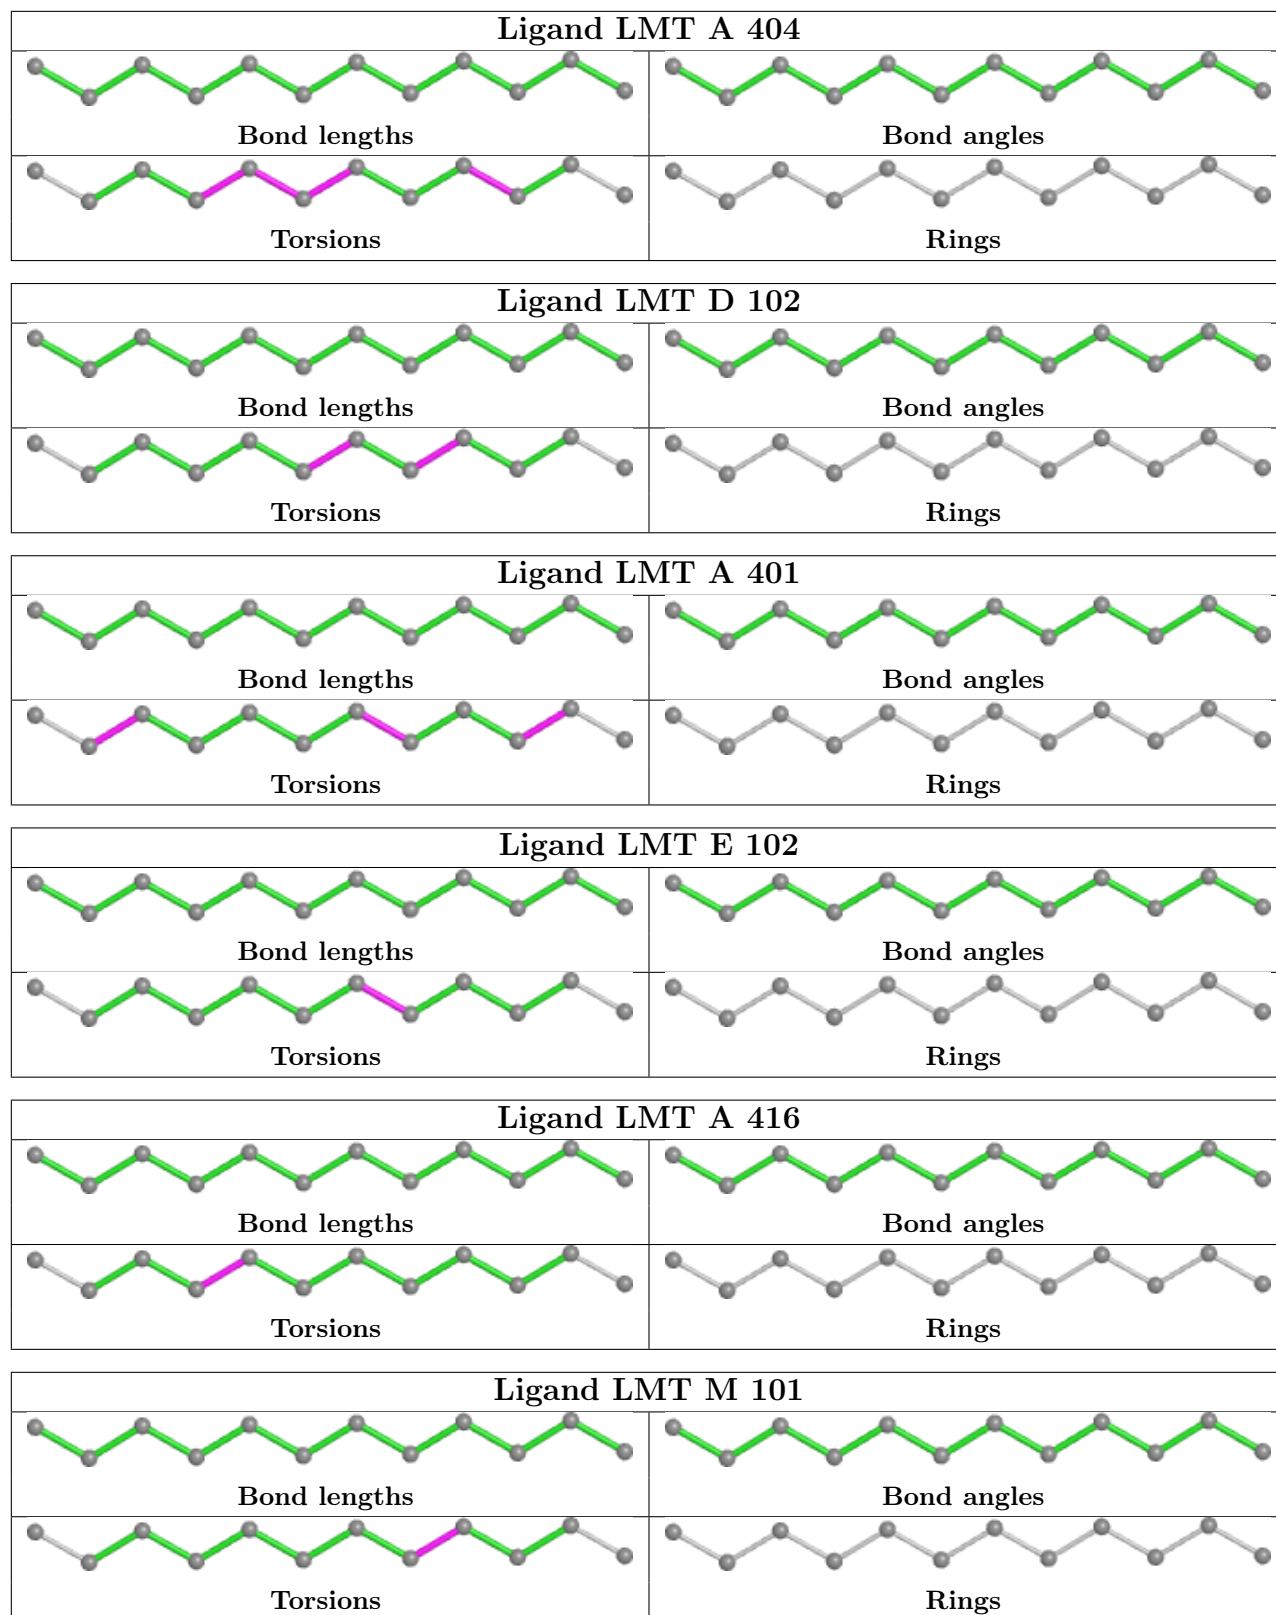 Ligand LMT A 404
Bond lengths Bond angles
Torsions Rings
Ligand LMT D 102
Bond lengths Bond angles
Torsions Rings
Ligand LMT A 401
Bond lengths Bond angles
Torsions Rings
Ligand LMT E 102
Bond lengths Bond angles
Torsions Rings
Ligand LMT A 416
Bond lengths Bond angles
Torsions Rings
Ligand LMT M 101
Bond lengths Bond angles
Torsions Rings